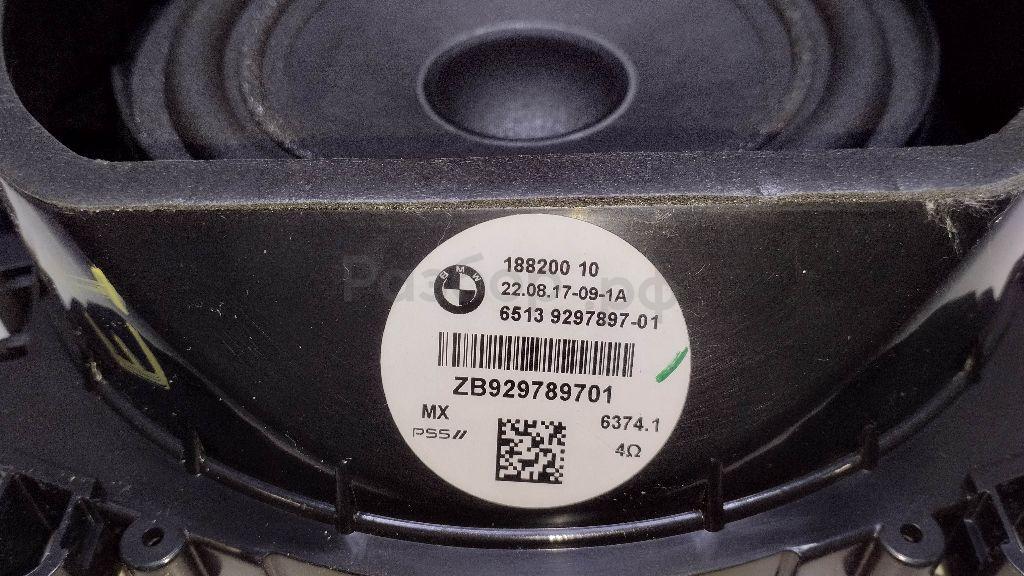 BMW
188200 10
22.08.17-09-1A
6513 9297897-01
ZB929789701
MX
6374.1
PSS//
4Ω